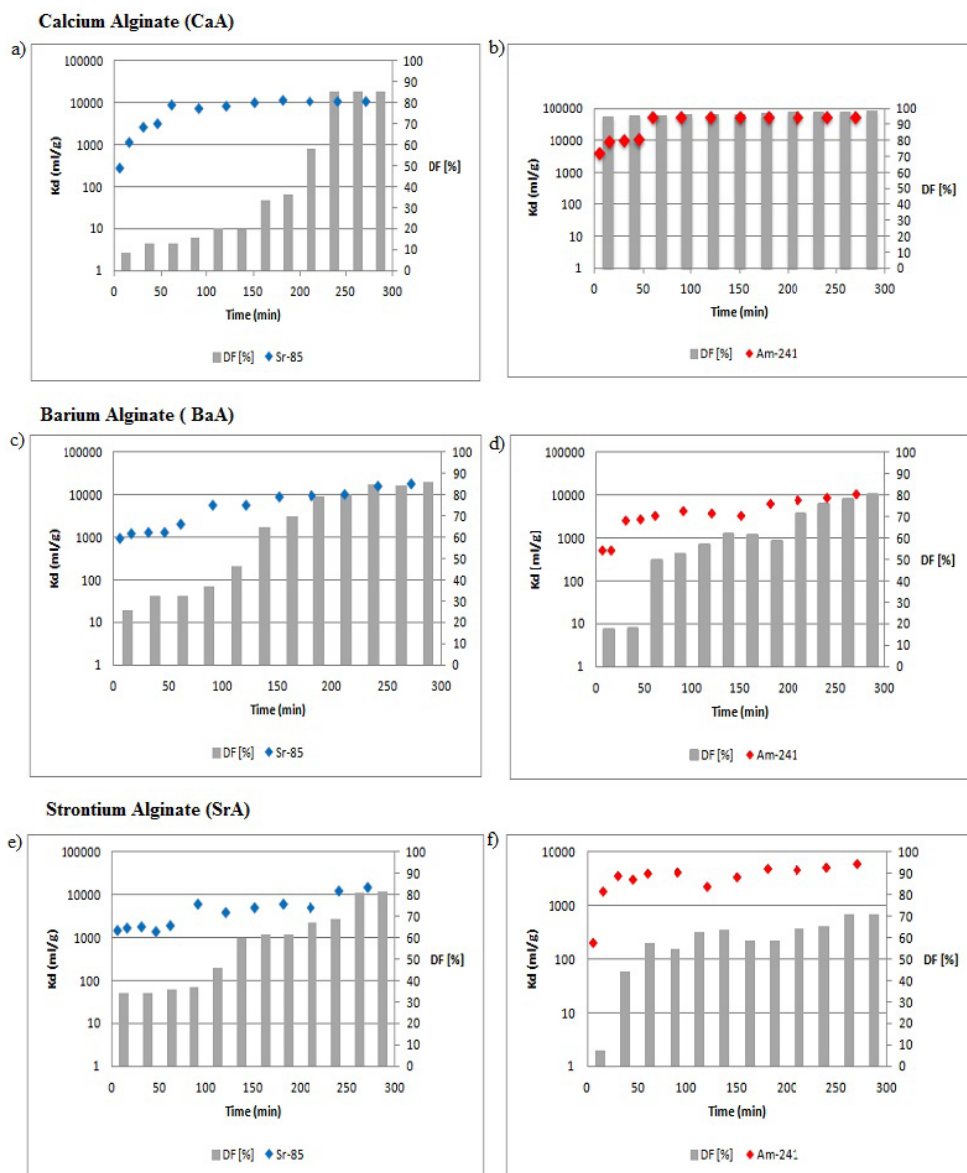 Calcium Alginate (CaA)
a)
100000
10000
1000
100
10
1
Kd (ml/g)
100
90
80
70
60
50
40
30
20
10
0
DF [%]
0 50 100 150 200 250 300
Time (min)
DF [%] Sr-85
b)
100000
10000
1000
100
10
1
Kd (ml/g)
100
90
80
70
60
50
40
30
20
10
0
DF [%]
0 50 100 150 200 250 300
Time (min)
DF [%] Am-241
Barium Alginate ( BaA)
c)
100000
10000
1000
100
10
1
Kd (ml/g)
100
90
80
70
60
50
40
30
20
10
0
0 50 100 150 200 250 300
Time (min)
DF [%] Sr-85
d)
100000
10000
1000
100
10
1
Kd [ml/g]
100
90
80
70
60
50
40
30
20
10
0
DF [%]
0 50 100 150 200 250 300
Time (min)
DF [%] Am-241
Strontium Alginate (SrA)
e)
100000
10000
1000
100
10
1
Kd (ml/g)
100
90
80
70
60
50
40
30
20
10
0
DF [%]
0 50 100 150 200 250 300
Time (min)
DF [%] Sr-85
f)
10000
1000
100
10
1
Kd (ml/g)
100
90
80
70
60
50
40
30
20
10
0
DF [%]
0 50 100 150 200 250 300
Time (min)
DF [%] Am-241